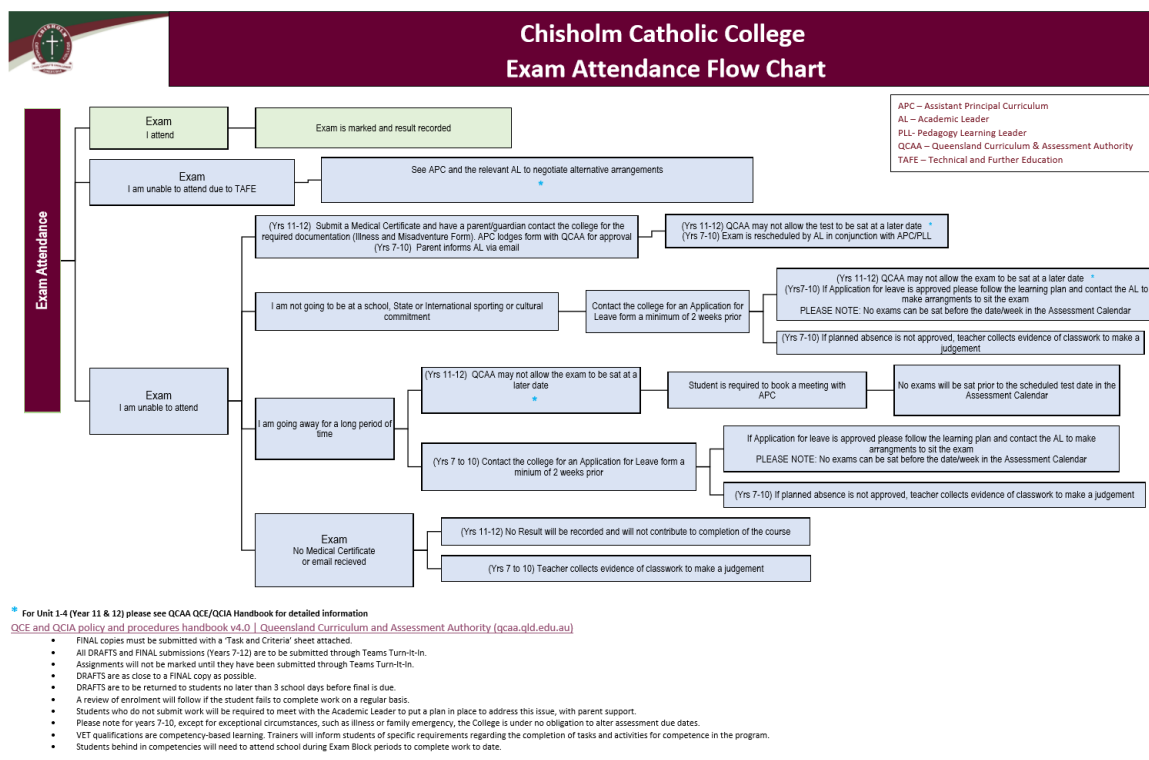 Chisholm Catholic College
Exam Attendance Flow Chart
APC – Assistant Principal Curriculum
AL – Academic Leader
PLL- Pedagogy Learning Leader
QCAA – Queensland Curriculum & Assessment Authority
TAFE – Technical and Further Education
Exam Attendance
Exam
I attend
Exam is marked and result recorded
Exam
I am unable to attend due to TAFE
See APC and the relevant AL to negotiate alternative arrangements
*
Exam
I am unable to attend
(Yrs 11-12) Submit a Medical Certificate and have a parent/guardian contact the college for the
required documentation (Illness and Misadventure Form). APC lodges form with QCAA for approval
(Yrs 7-10) Parent informs AL via email
(Yrs 11-12) QCAA may not allow the test to be sat at a later date *
(Yrs 7-10) Exam is rescheduled by AL in conjunction with APC/PLL
I am not going to be at a school, State or International sporting or cultural
commitment
Contact the college for an Application for
Leave form a minimum of 2 weeks prior
(Yrs 11-12) QCAA may not allow the exam to be sat at a later date *
(Yrs7-10) If Application for leave is approved please follow the learning plan and contact the AL to
make arrangments to sit the exam
PLEASE NOTE: No exams can be sat before the date/week in the Assessment Calendar
(Yrs 7-10) If planned absence is not approved, teacher collects evidence of classwork to make a
judgement
I am going away for a long period of
time
(Yrs 11-12) QCAA may not allow the exam to be sat at a
later date
*
Student is required to book a meeting with
APC
No exams will be sat prior to the scheduled test date in the
Assessment Calendar
(Yrs 7 to 10) Contact the college for an Application for Leave form a
minium of 2 weeks prior
If Application for leave is approved please follow the learning plan and contact the AL to make
arrangments to sit the exam
PLEASE NOTE: No exams can be sat before the date/week in the Assessment Calendar
(Yrs 7-10) If planned absence is not approved, teacher collects evidence of classwork to make a judgement
Exam
No Medical Certificate
or email recieved
(Yrs 11-12) No Result will be recorded and will not contribute to completion of the course
(Yrs 7 to 10) Teacher collects evidence of classwork to make a judgement
* For Unit 1-4 (Year 11 & 12) please see QCAA QCE/QCIA Handbook for detailed information
QCE and QCIA policy and procedures handbook v4.0 | Queensland Curriculum and Assessment Authority (qcaa.qld.edu.au)
• FINAL copies must be submitted with a ‘Task and Criteria’ sheet attached.
• All DRAFTS and FINAL submissions (Years 7-12) are to be submitted through Teams Turn-It-In.
• Assignments will not be marked until they have been submitted through Teams Turn-It-In.
• DRAFTS are as close to a FINAL copy as possible.
• DRAFTS are to be returned to students no later than 3 school days before final is due.
• A review of enrolment will follow if the student fails to complete work on a regular basis.
• Students who do not submit work will be required to meet with the Academic Leader to put a plan in place to address this issue, with parent support.
• Please note for years 7-10, except for exceptional circumstances, such as illness or family emergency, the College is under no obligation to alter assessment due dates.
• VET qualifications are competency-based learning. Trainers will inform students of specific requirements regarding the completion of tasks and activities for competence in the program.
• Students behind in competencies will need to attend school during Exam Block periods to complete work to date.